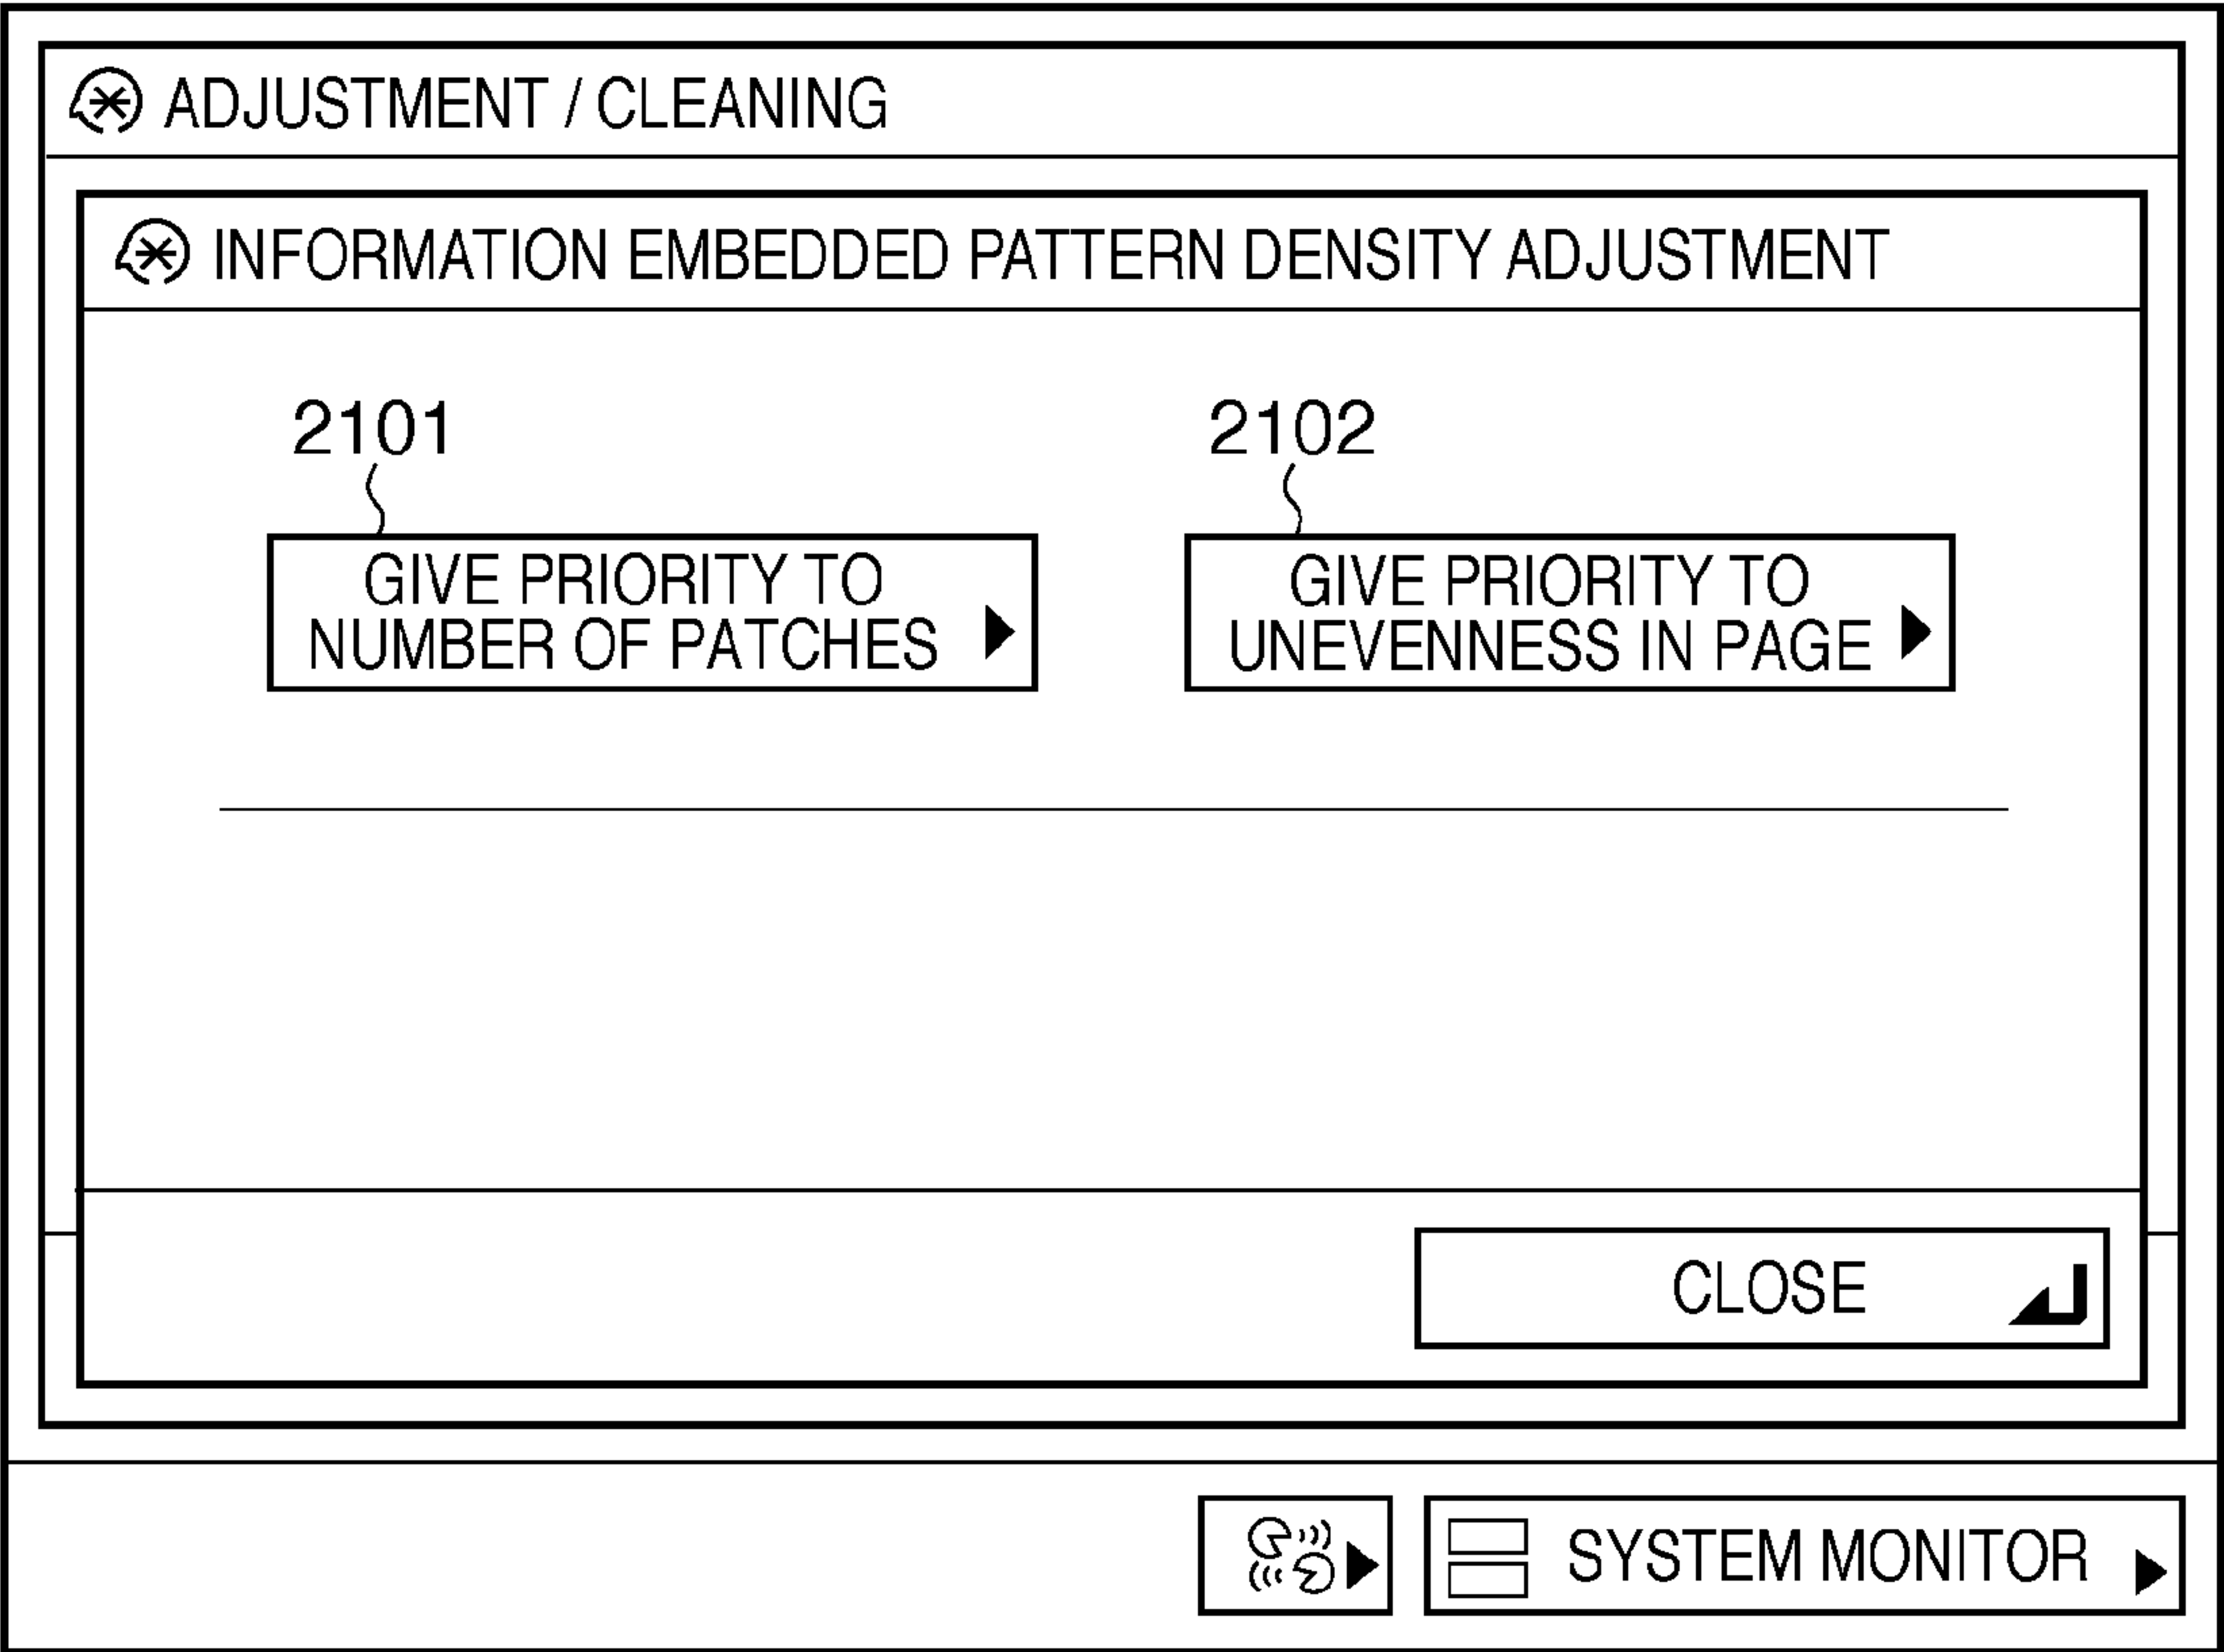 ADJUSTMENT / CLEANING
INFORMATION EMBEDDED PATTERN DENSITY ADJUSTMENT
2101
GIVE PRIORITY TO
NUMBER OF PATCHES
2102
GIVE PRIORITY TO
UNEVENNESS IN PAGE
CLOSE
SYSTEM MONITOR